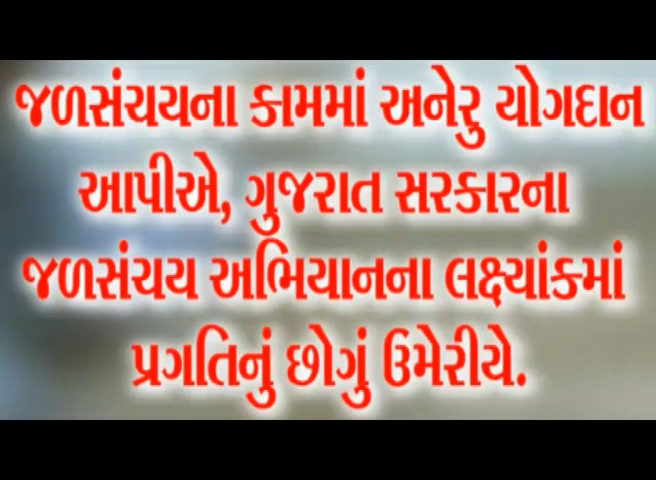 જળસંચયના કામમાં અનેરુ યોગદાન
આપીએ, ગુજરાત સરકારના
જળસંચય અભિયાનના લક્ષ્યાંકમાં
પ્રગતિનું છોગું ઉમેરીયે.